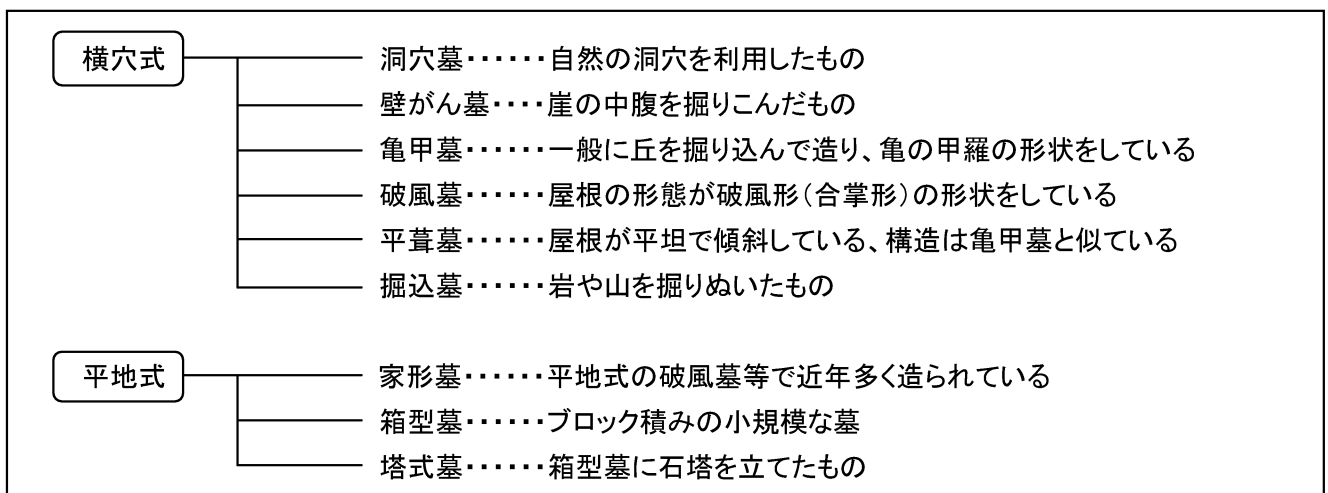 横穴式 洞穴墓・・・・・・自然の洞穴を利用したもの
壁がん墓・・・・崖の中腹を掘りこんだもの
亀甲墓・・・・・・一般に丘を掘り込んで造り、亀の甲羅の形状をしている
破風墓・・・・・・屋根の形態が破風形(合掌形)の形状をしている
平葺墓・・・・・・屋根が平坦で傾斜している、構造は亀甲墓と似ている
掘込墓・・・・・・岩や山を掘りぬいたもの
平地式 家形墓・・・・・・平地式の破風墓等で近年多く造られている
箱型墓・・・・・・ブロック積みの小規模な墓
塔式墓・・・・・・箱型墓に石塔を立てたもの